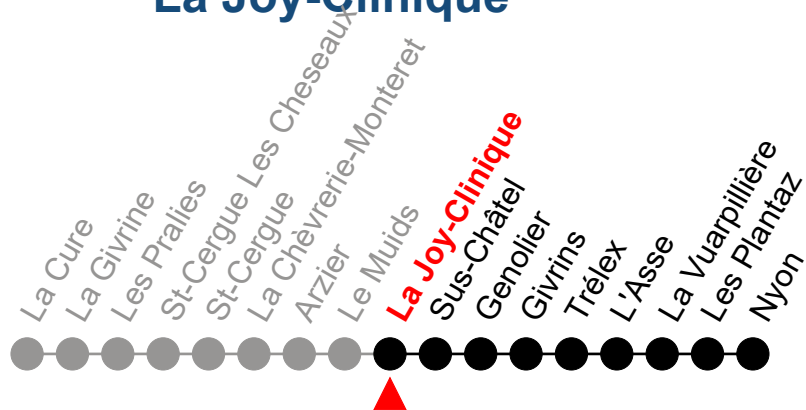 La Joy-Clinique
La Cure
La Givrine
Les Pralies
St-Cergue Les Cheseaux
St-Cergue
La Chèvrerie-Monteret
Arzier
Le Muids
La Joy-Clinique
Sus-Châtel
Genolier
Givrins
Trélex
L'Asse
La Vuarpillière
Les Plantaz
Nyon